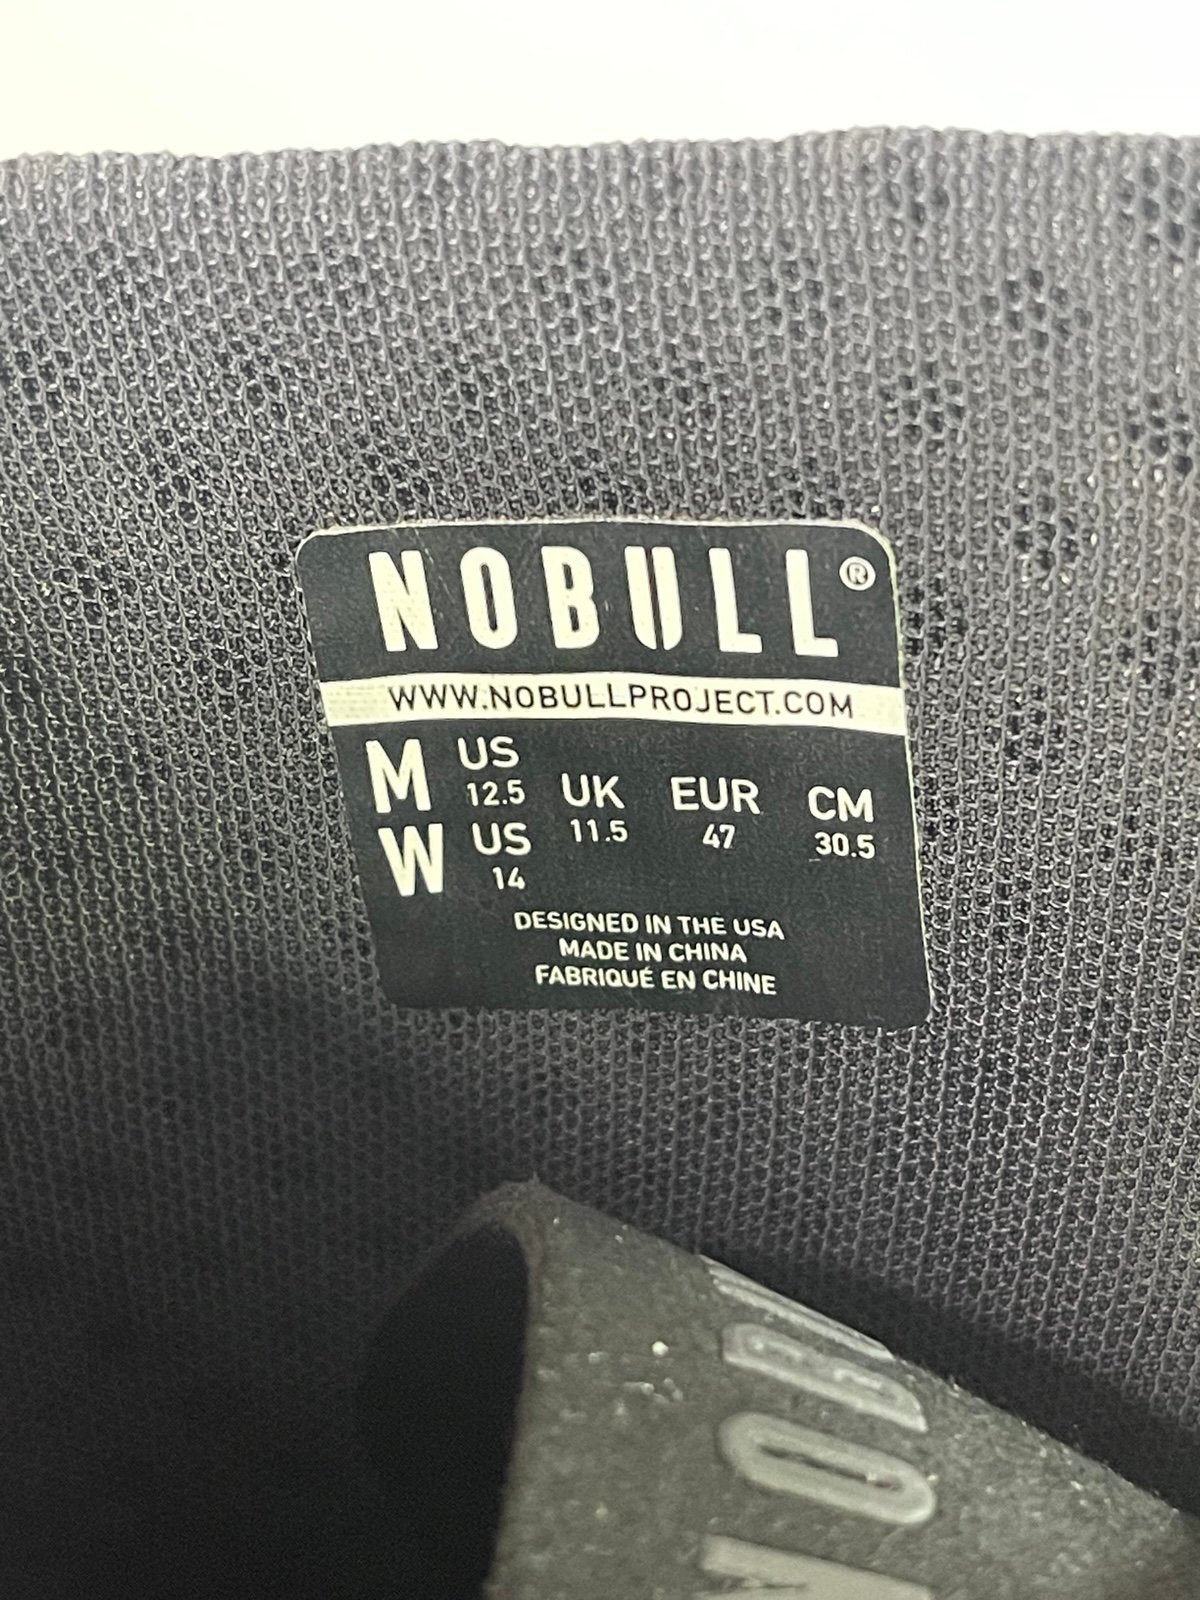 NOBULL®
WWW.NOBULLPROJECT.COM
M US 12.5 UK 11.5 EUR 47 CM 30.5
W US 14
DESIGNED IN THE USA
MADE IN CHINA
FABRIQUÉ EN CHINE